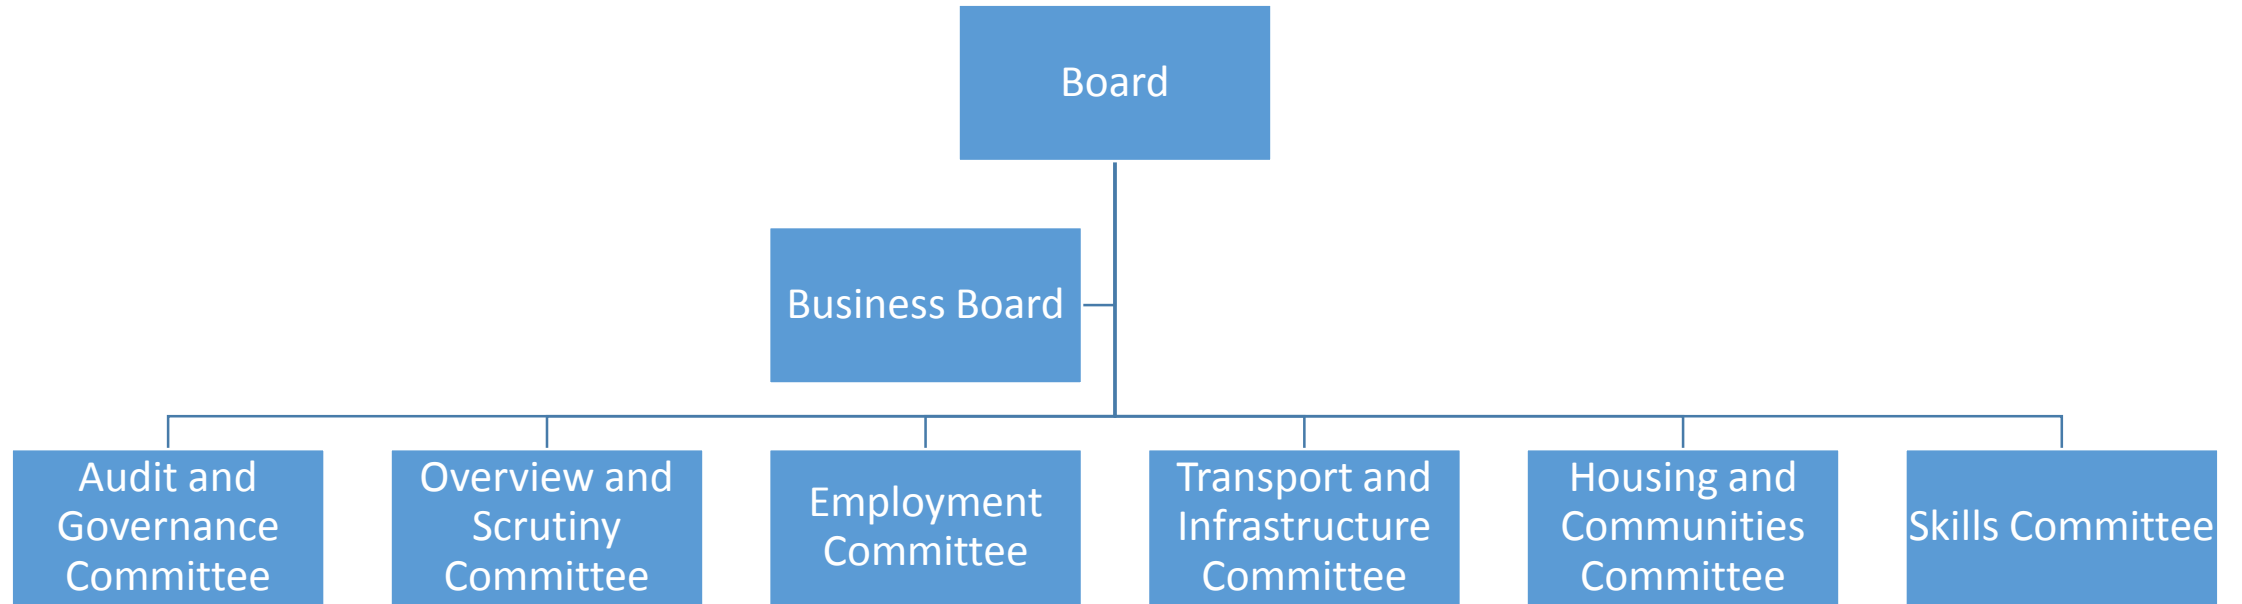 Board
Business Board
Audit and
Governance
Committee
Overview and
Scrutiny
Committee
Employment
Committee
Transport and
Infrastructure
Committee
Housing and
Communities
Committee
Skills Committee